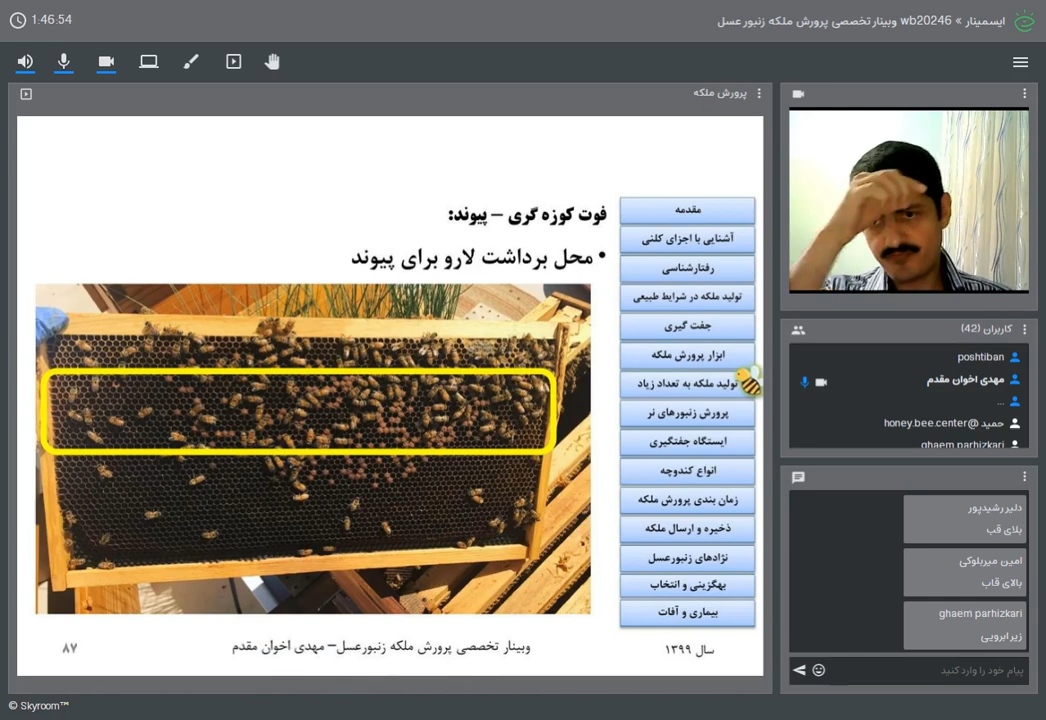 1:46:54
ایسمینار » wb20246 وبینار تخصصی پرورش ملکه زنبور عسل
پرورش ملکه
فوت کوزه گری – پیوند:
• محل برداشت لارو برای پیوند
مقدمه
آشنایی با اجزای کلنی
رفتارشناسی
تولید ملکه در شرایط طبیعی
جفت گیری
ابزار پرورش ملکه
تولید ملکه به تعداد زیاد
پرورش زنبورهای نر
ایستگاه جفتگیری
انواع کندوچه
زمان بندی پرورش ملکه
ذخیره و ارسال ملکه
نژادهای زنبورعسل
بهگزینی و انتخاب
بیماری و آفات
سال ۱۳۹۹
وبینار تخصصی پرورش ملکه زنبورعسل– مهدی اخوان مقدم
۸۷
کاربران (42)
poshtiban
مهدی اخوان مقدم
...
حمید @honey.bee.center
ghaem parhizkari
دلیر رشیدپور
بلای قب
امین میربلوکی
بالای قاب
ghaem parhizkari
زیر ابرویی
پیام خود را وارد کنید
© Skyroom™